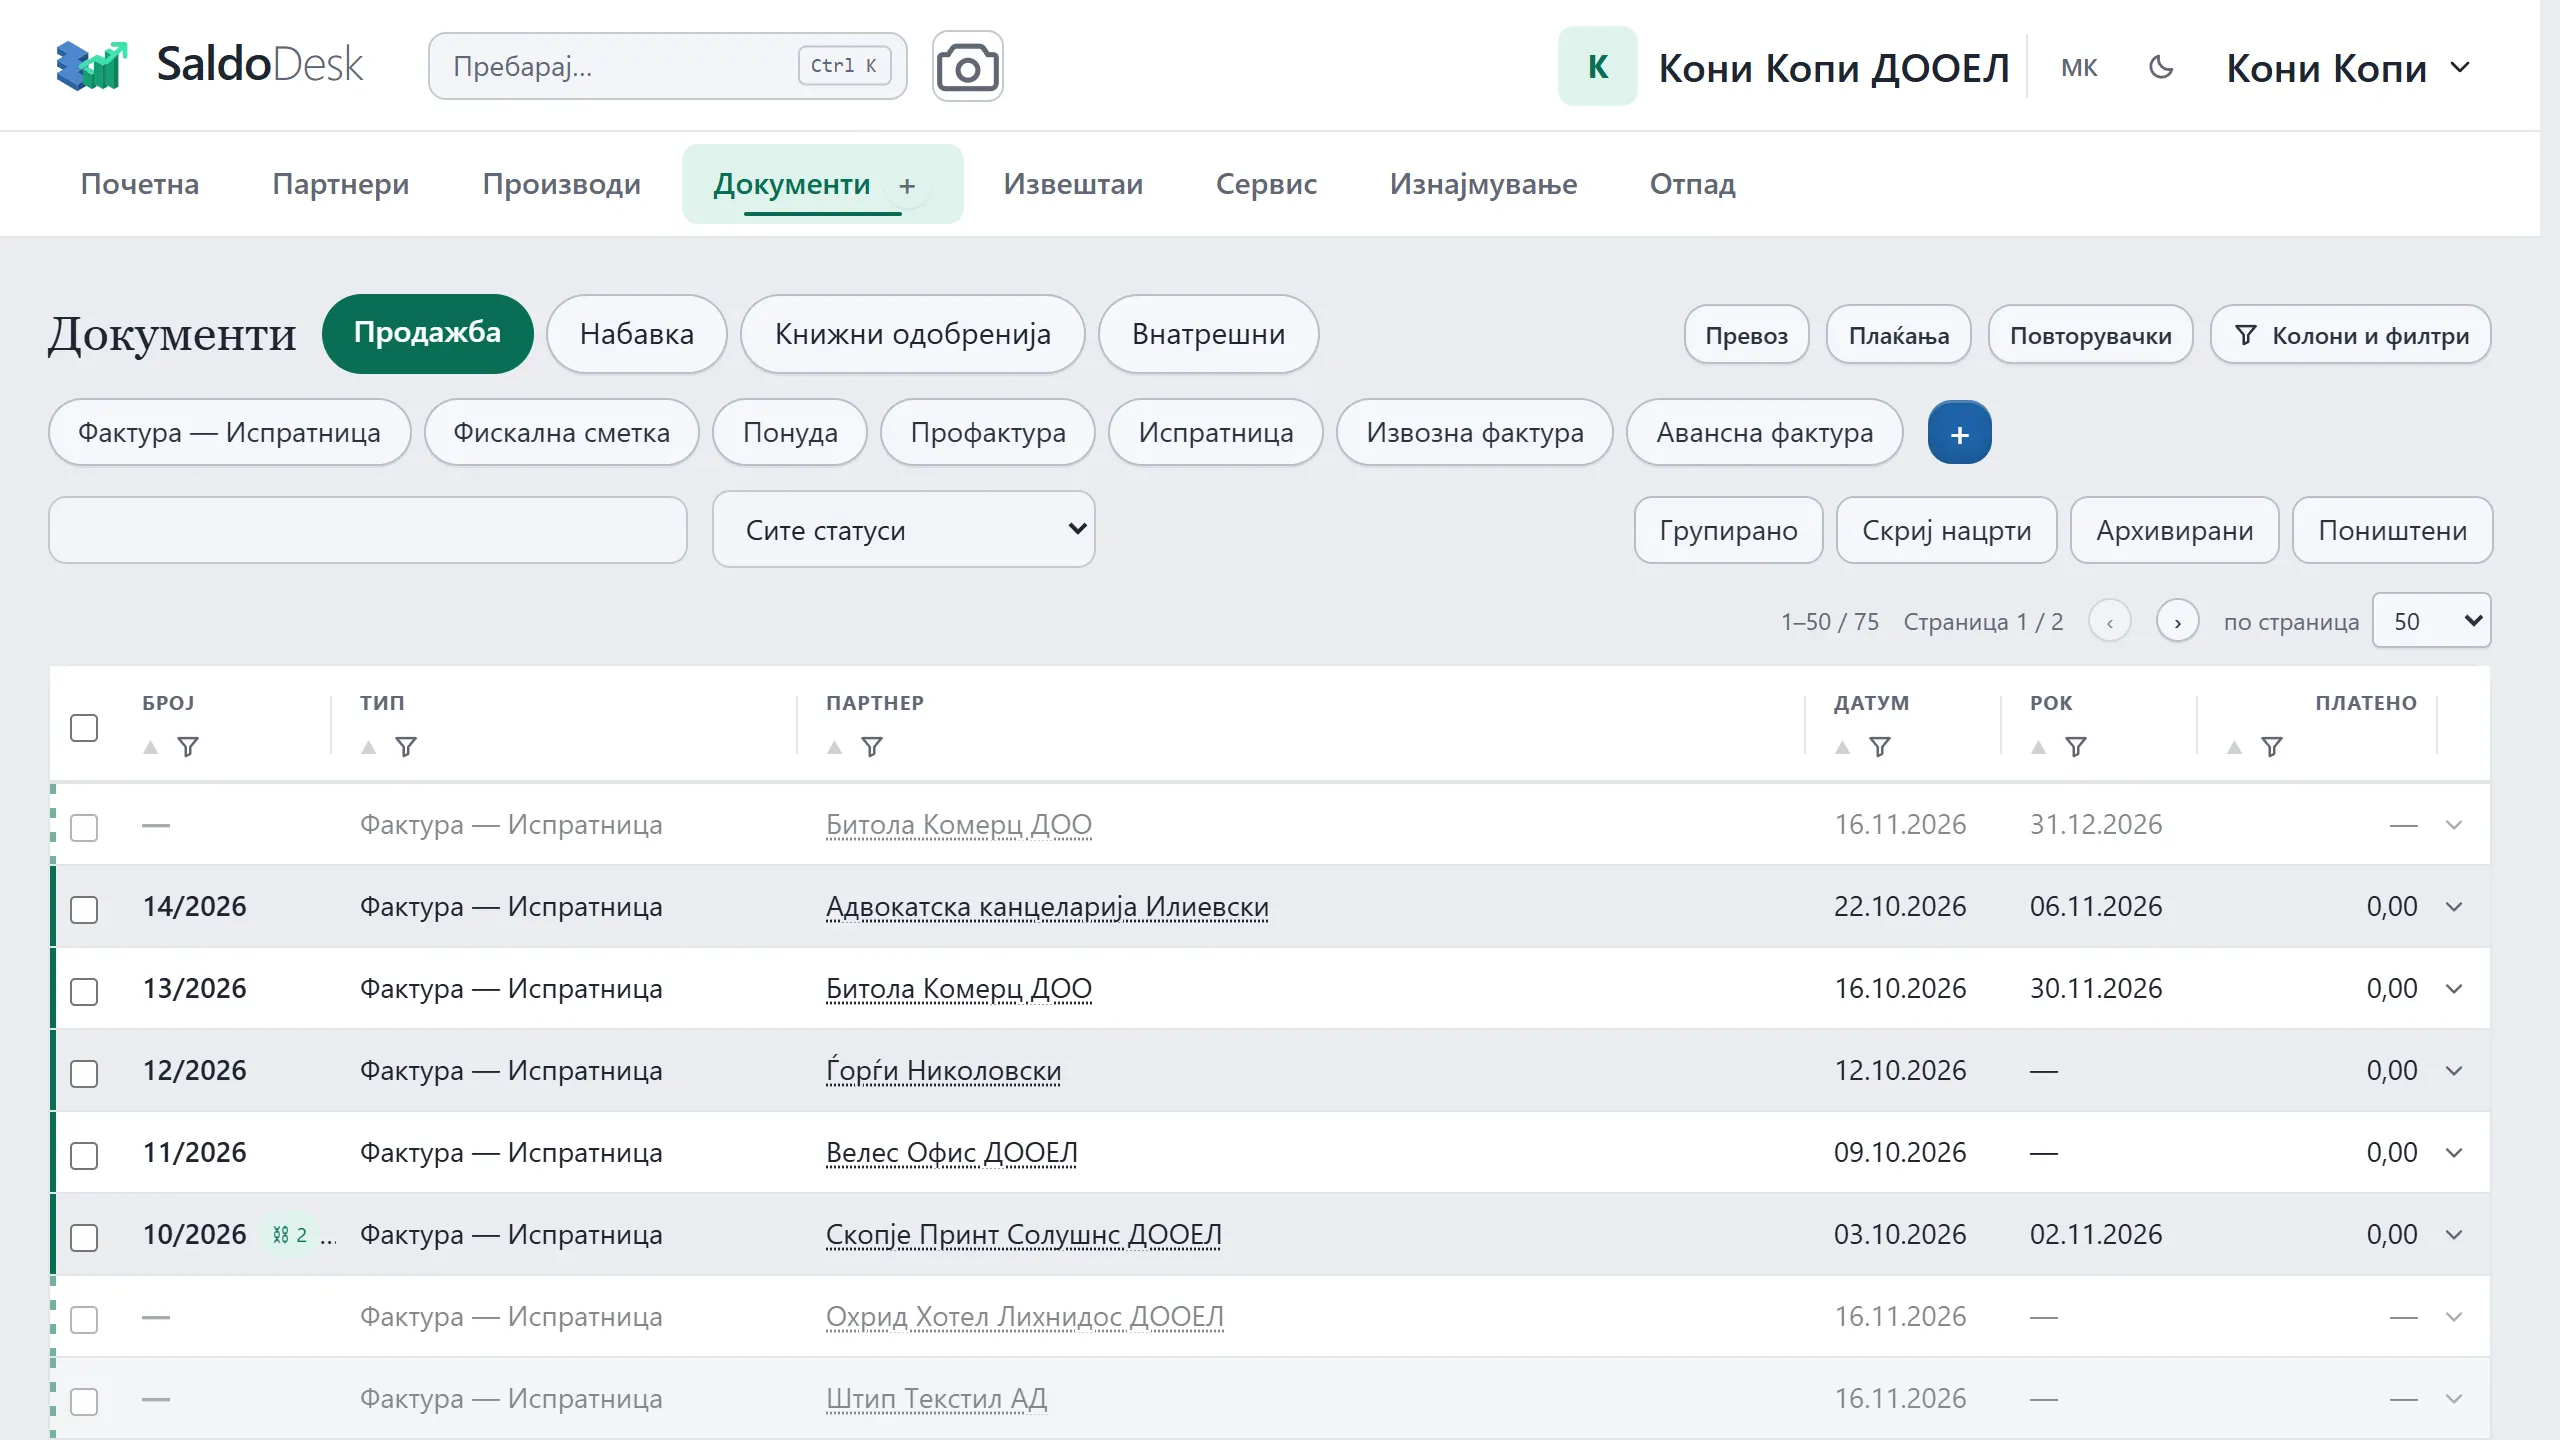 SaldoDesk
Пребарај...
Ctrl K
К
Кони Копи ДООЕЛ
МК
Кони Копи
Почетна
Партнери
Производи
Документи +
Извештаи
Сервис
Изнајмување
Отпад
Документи
Продажба
Набавка
Книжни одобренија
Внатрешни
Превоз
Плаќања
Повторувачки
Колони и филтри
Фактура — Испратница
Фискална сметка
Понуда
Профактура
Испратница
Извозна фактура
Авансна фактура
+
Сите статуси
Групирано
Скриј нацрти
Архивирани
Поништени
1–50 / 75
Страница 1 / 2
‹
›
по страница
50
БРОЈ
ТИП
ПАРТНЕР
ДАТУМ
РОК
ПЛАТЕНО
— Фактура — Испратница Битола Комерц ДОО 16.11.2026 31.12.2026 —
14/2026 Фактура — Испратница Адвокатска канцеларија Илиевски 22.10.2026 06.11.2026 0,00
13/2026 Фактура — Испратница Битола Комерц ДОО 16.10.2026 30.11.2026 0,00
12/2026 Фактура — Испратница Ѓорѓи Николовски 12.10.2026 — 0,00
11/2026 Фактура — Испратница Велес Офис ДООЕЛ 09.10.2026 — 0,00
10/2026 2 ... Фактура — Испратница Скопје Принт Солушнс ДООЕЛ 03.10.2026 02.11.2026 0,00
— Фактура — Испратница Охрид Хотел Лихнидос ДООЕЛ 16.11.2026 — —
— Фактура — Испратница Штип Текстил АД 16.11.2026 — —